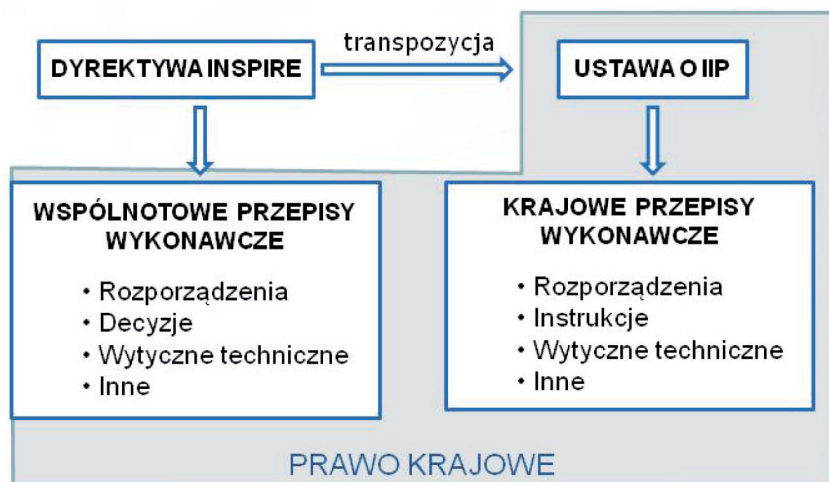 transpozycja
DYREKTYWA INSPIRE
USTAWA O IIP
WSPÓLNOTOWE PRZEPISY
WYKONAWCZE
• Rozporządzenia
• Decyzje
• Wytyczne techniczne
• Inne
KRAJOWE PRZEPISY
WYKONAWCZE
• Rozporządzenia
• Instrukcje
• Wytyczne techniczne
• Inne
PRAWO KRAJOWE